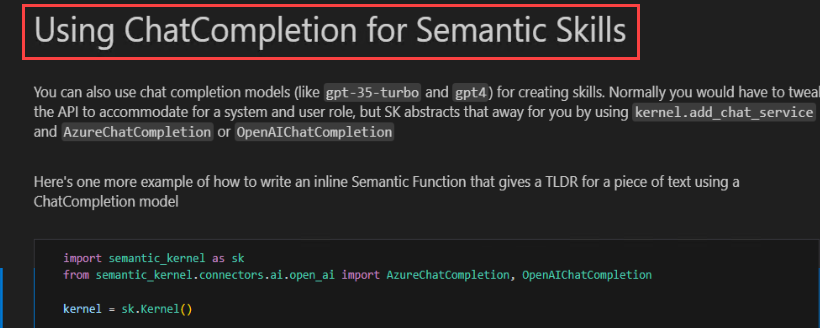 Using ChatCompletion for Semantic Skills
You can also use chat completion models (like gpt-35-turbo and gpt4) for creating skills. Normally you would have to tweak
the API to accommodate for a system and user role, but SK abstracts that away for you by using kernel.add_chat_service
and AzureChatCompletion or OpenAIChatCompletion
Here's one more example of how to write an inline Semantic Function that gives a TLDR for a piece of text using a
ChatCompletion model
import semantic_kernel as sk
from semantic_kernel.connectors.ai.open_ai import AzureChatCompletion, OpenAIChatCompletion
kernel = sk.Kernel()